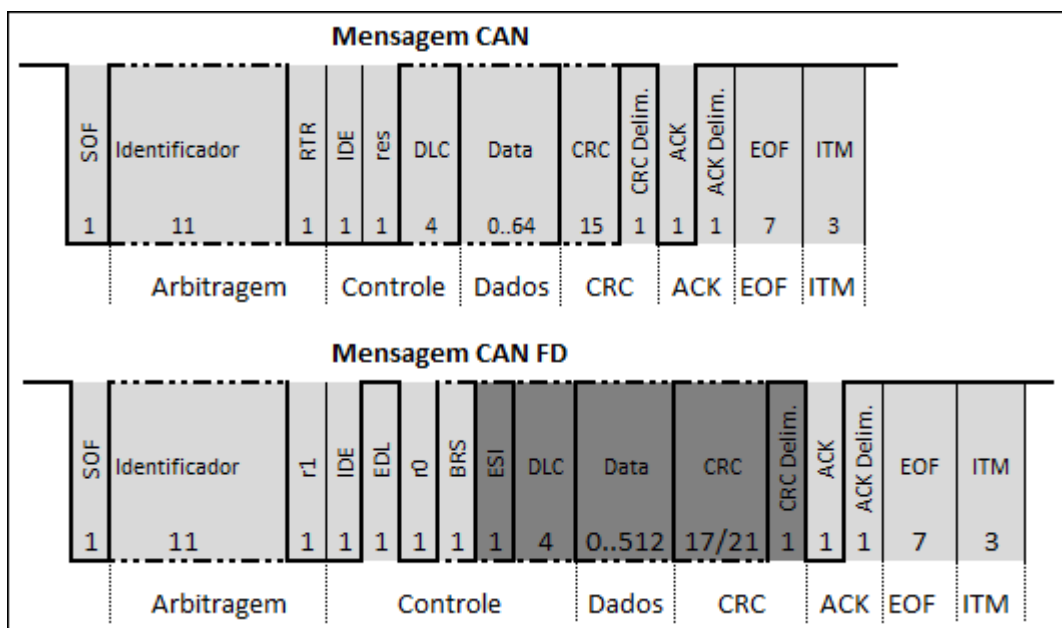 Mensagem CAN
SOF Identificador RTR IDE res DLC Data CRC CRC Delim. ACK ACK Delim. EOF ITM
1 11 1 1 1 4 0..64 15 1 1 1 7 3
Arbitragem Controle Dados CRC ACK EOF ITM
Mensagem CAN FD
SOF Identificador r1 IDE EDL r0 BRS ESI DLC Data CRC CRC Delim. ACK ACK Delim. EOF ITM
1 11 1 1 1 1 1 1 4 0..512 17/21 1 1 1 7 3
Arbitragem Controle Dados CRC ACK EOF ITM